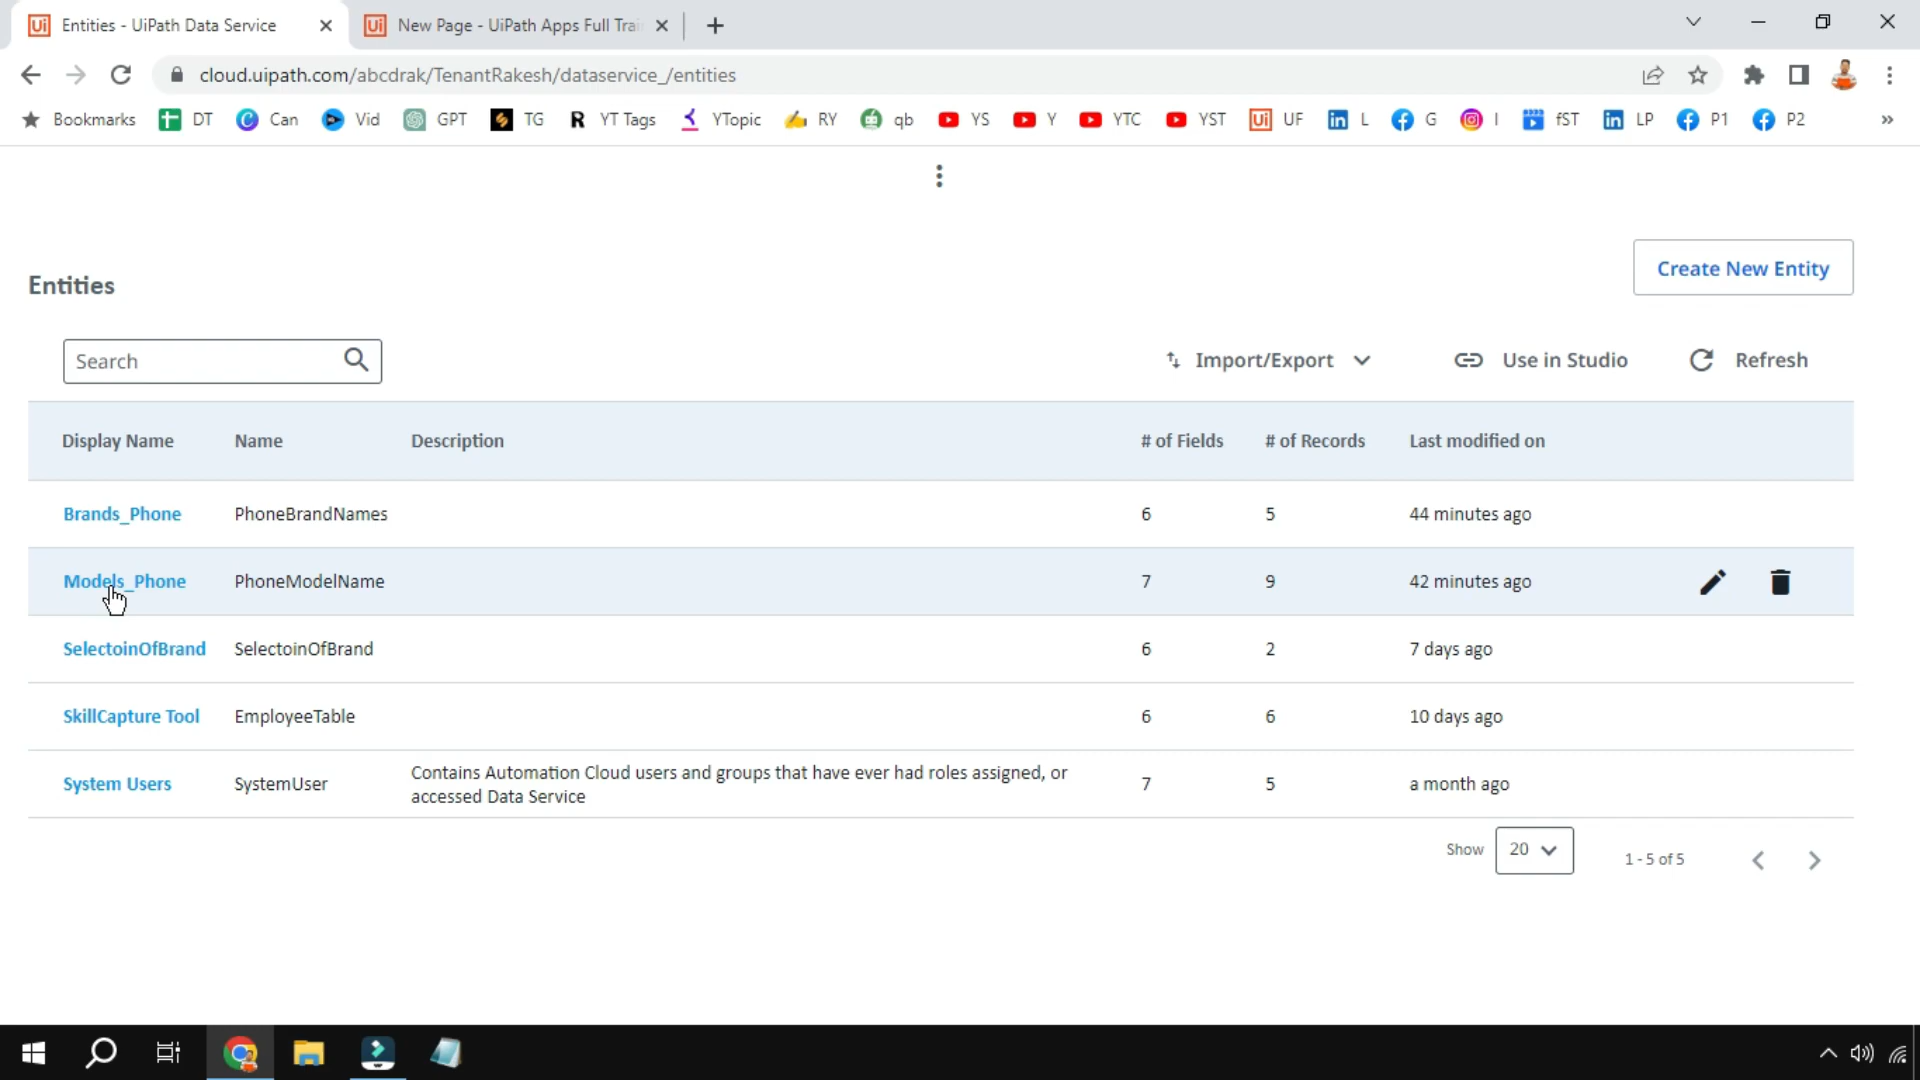 Entities - UiPath Data Service
New Page - UiPath Apps Full Trai
cloud.uipath.com/abcdrak/TenantRakesh/dataservice_/entities
Bookmarks DT Can Vid GPT TG YT Tags YTopic RY qb YS Y YTC YST UF L G I fST LP P1 P2 »
Entities
Create New Entity
Search
Import/Export
Use in Studio
Refresh
Display Name Name Description # of Fields # of Records Last modified on
Brands_Phone PhoneBrandNames 6 5 44 minutes ago
Models_Phone PhoneModelName 7 9 42 minutes ago
SelectoinOfBrand SelectoinOfBrand 6 2 7 days ago
SkillCapture Tool EmployeeTable 6 6 10 days ago
System Users SystemUser Contains Automation Cloud users and groups that have ever had roles assigned, or 7 5 a month ago
accessed Data Service
Show 20 1 - 5 of 5